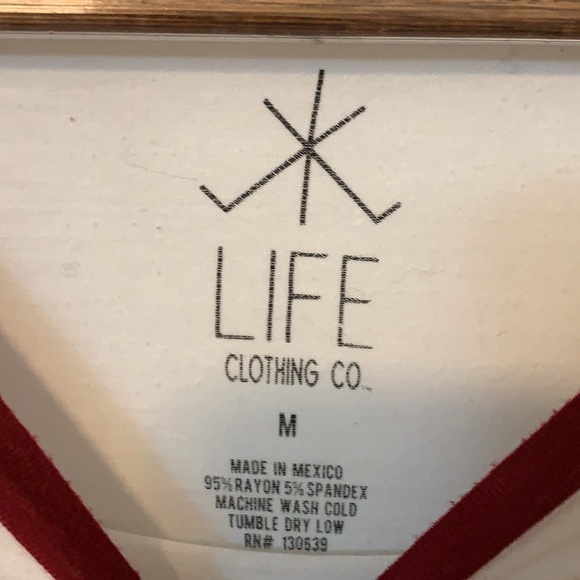 LIFE
CLOTHING CO.
M
MADE IN MEXICO
95% RAYON 5% SPANDEX
MACHINE WASH COLD
TUMBLE DRY LOW
RN# 130639